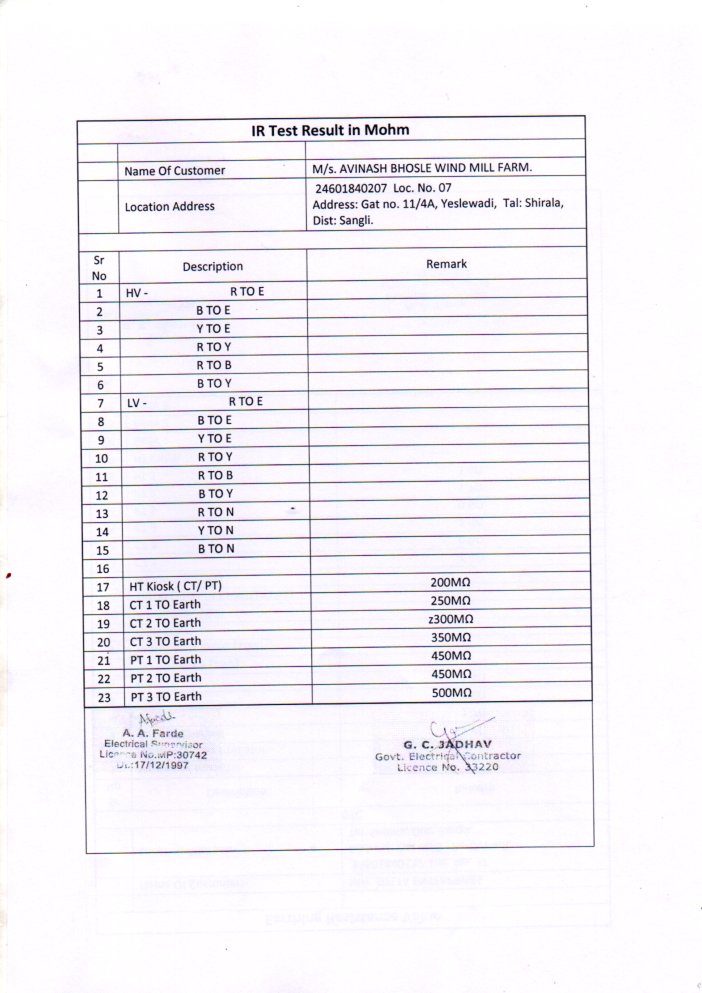 IR Test Result in Mohm
Name Of Customer M/s. AVINASH BHOSLE WIND MILL FARM.
Location Address 24601840207 Loc. No. 07
Address: Gat no. 11/4A, Yeslewadi, Tal: Shirala,
Dist: Sangli.
Sr No Description Remark
1 HV - R TO E
2 B TO E
3 Y TO E
4 R TO Y
5 R TO B
6 B TO Y
7 LV - R TO E
8 B TO E
9 Y TO E
10 R TO Y
11 R TO B
12 B TO Y
13 R TO N
14 Y TO N
15 B TO N
16
17 HT Kiosk ( CT/ PT) 200MΩ
18 CT 1 TO Earth 250MΩ
19 CT 2 TO Earth z300MΩ
20 CT 3 TO Earth 350MΩ
21 PT 1 TO Earth 450MΩ
22 PT 2 TO Earth 450MΩ
23 PT 3 TO Earth 500MΩ
A. A. Farde
Electrical Supervisor
Licence No.MP:30742
Dt.:17/12/1997
G. C. JADHAV
Govt. Electrical Contractor
Licence No. 33220